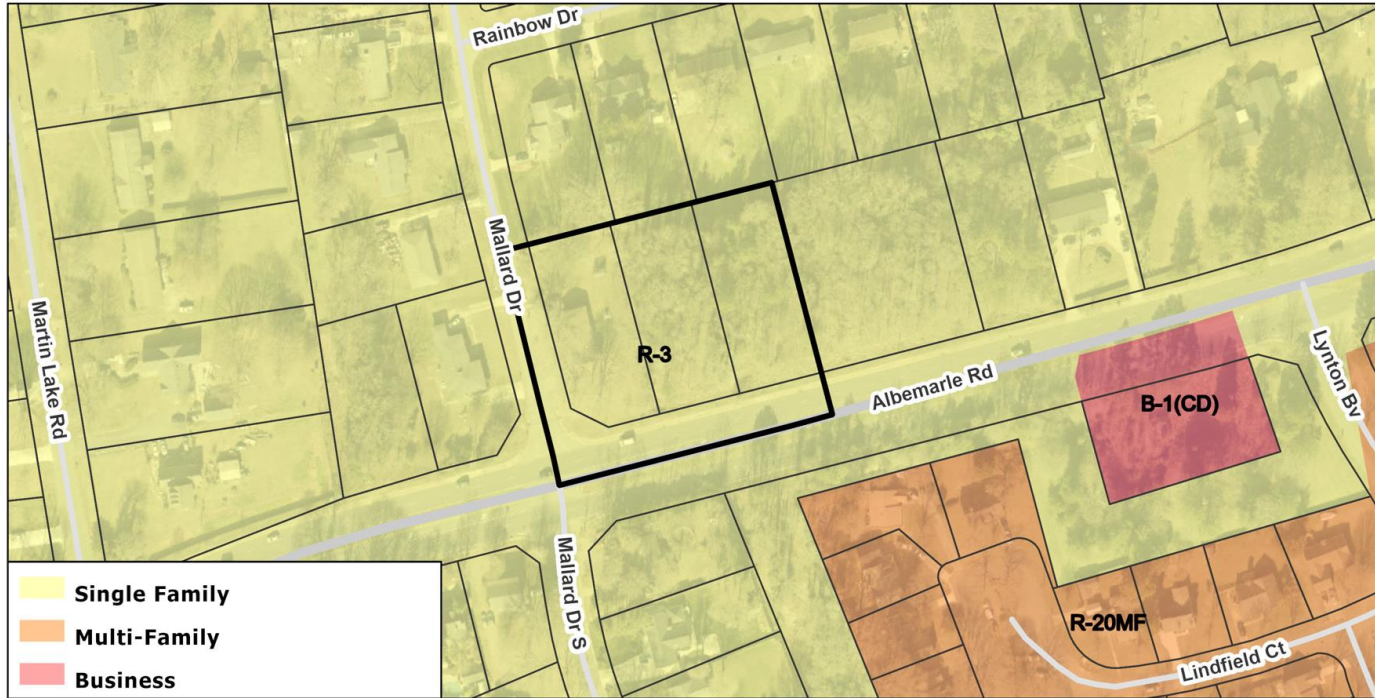 Rainbow Dr
Mallard Dr
Martin Lake Rd
R-3
Albemarle Rd
Lynton Bv
B-1(CD)
Mallard Dr S
R-20MF
Lindfield Ct
Single Family
Multi-Family
Business